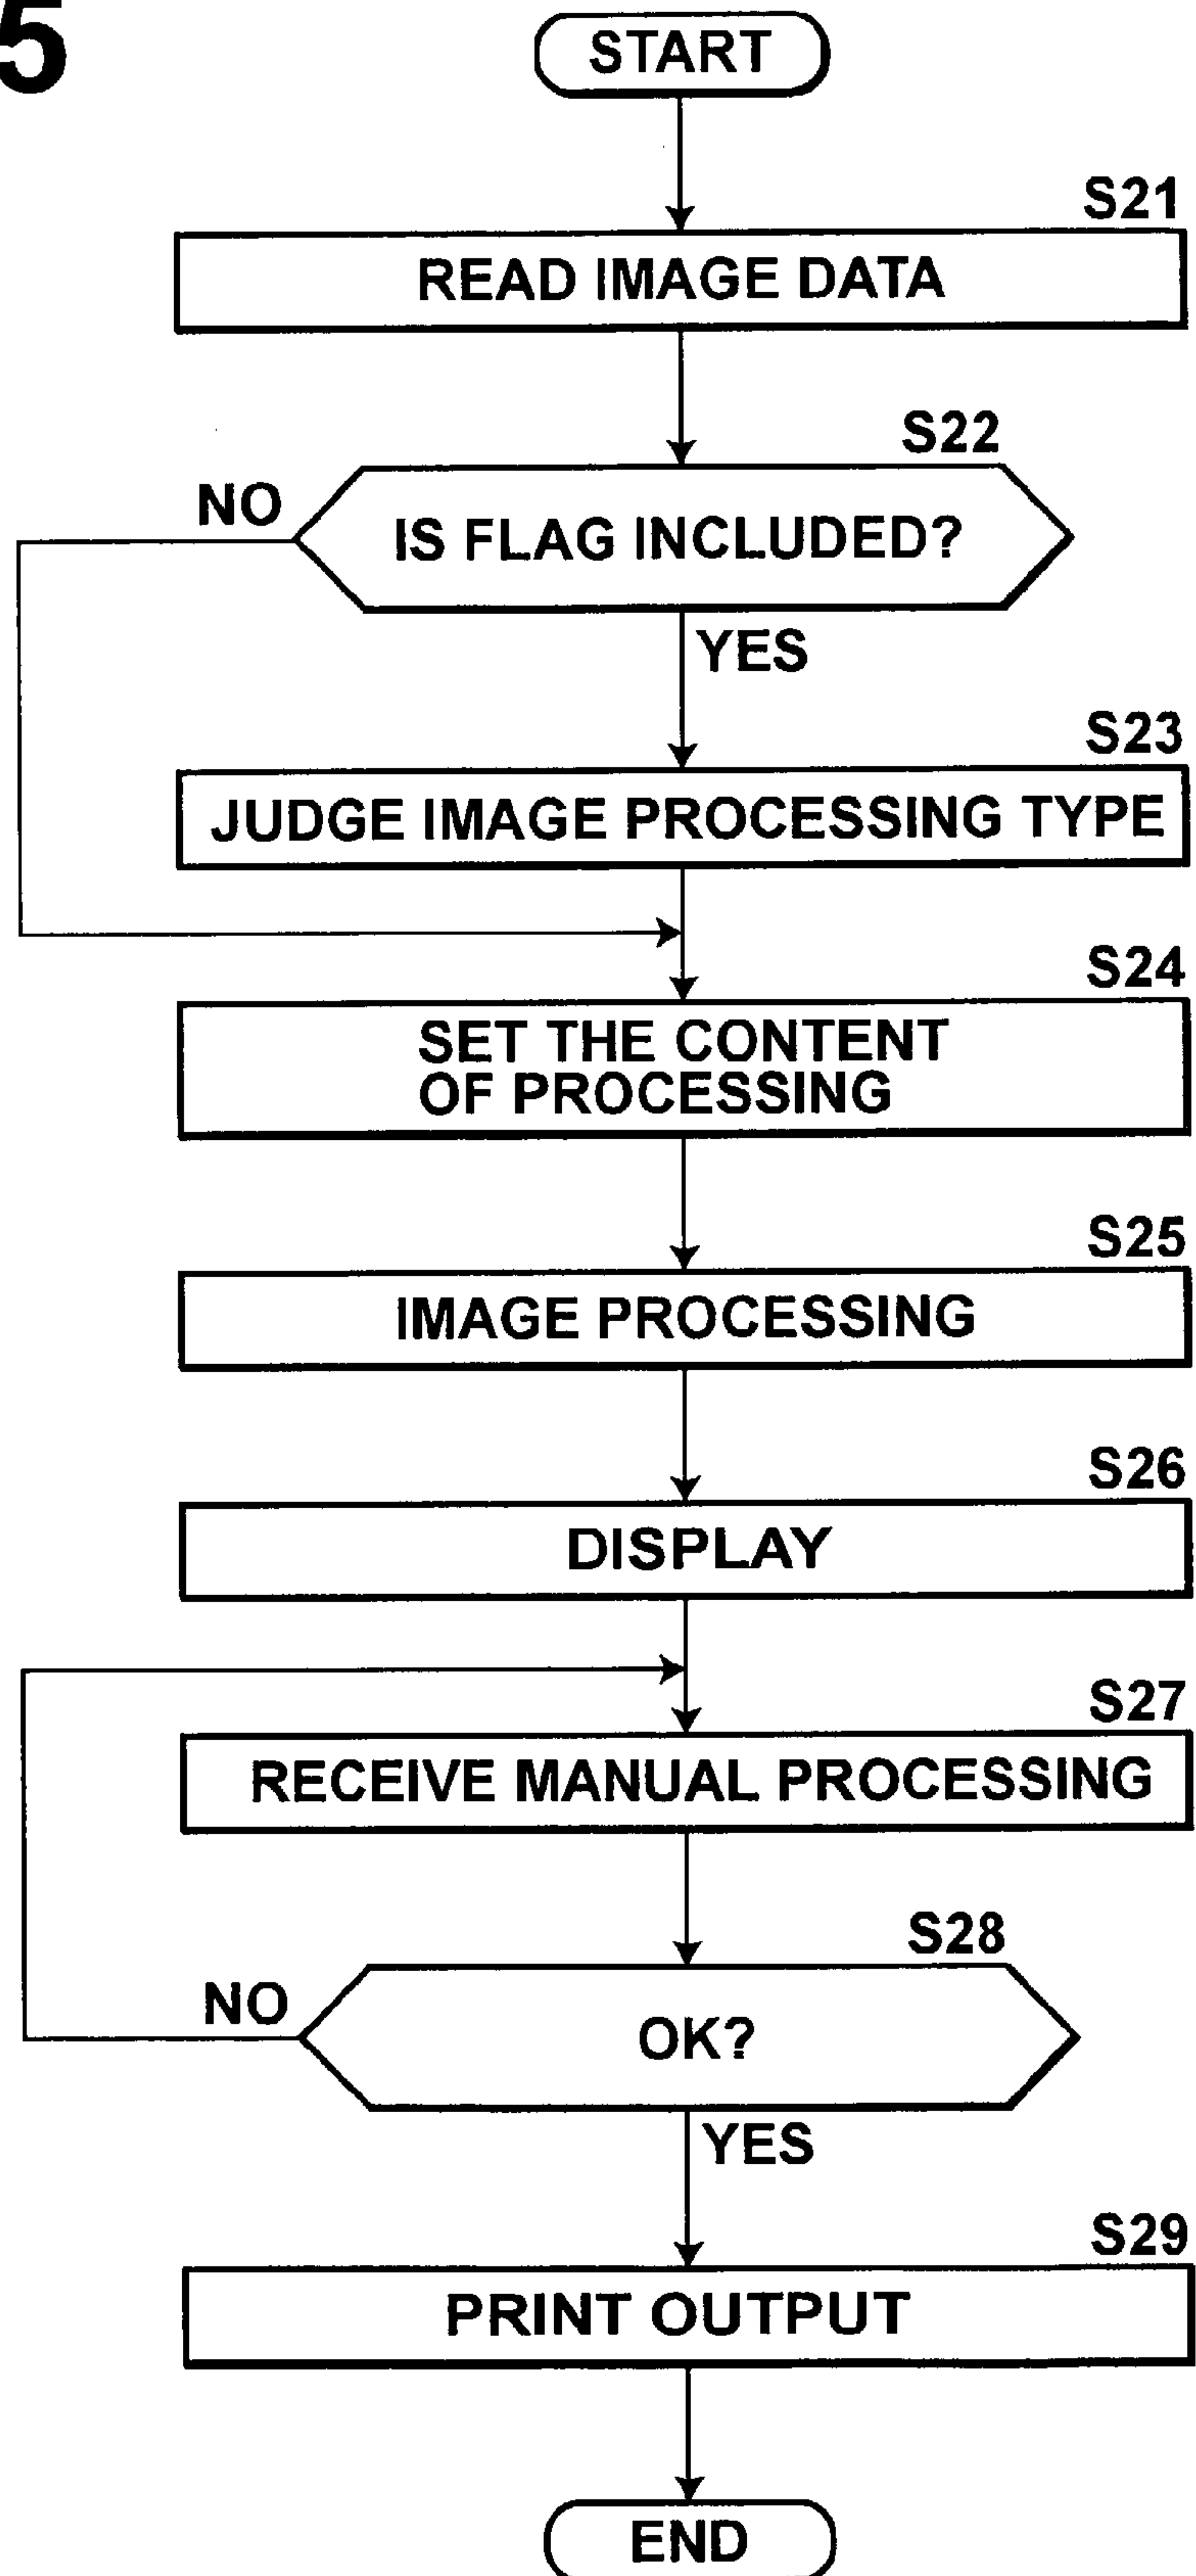 5
START
S21
READ IMAGE DATA
S22
NO
IS FLAG INCLUDED?
YES
S23
JUDGE IMAGE PROCESSING TYPE
S24
SET THE CONTENT
OF PROCESSING
S25
IMAGE PROCESSING
S26
DISPLAY
S27
RECEIVE MANUAL PROCESSING
S28
NO
OK?
YES
S29
PRINT OUTPUT
END